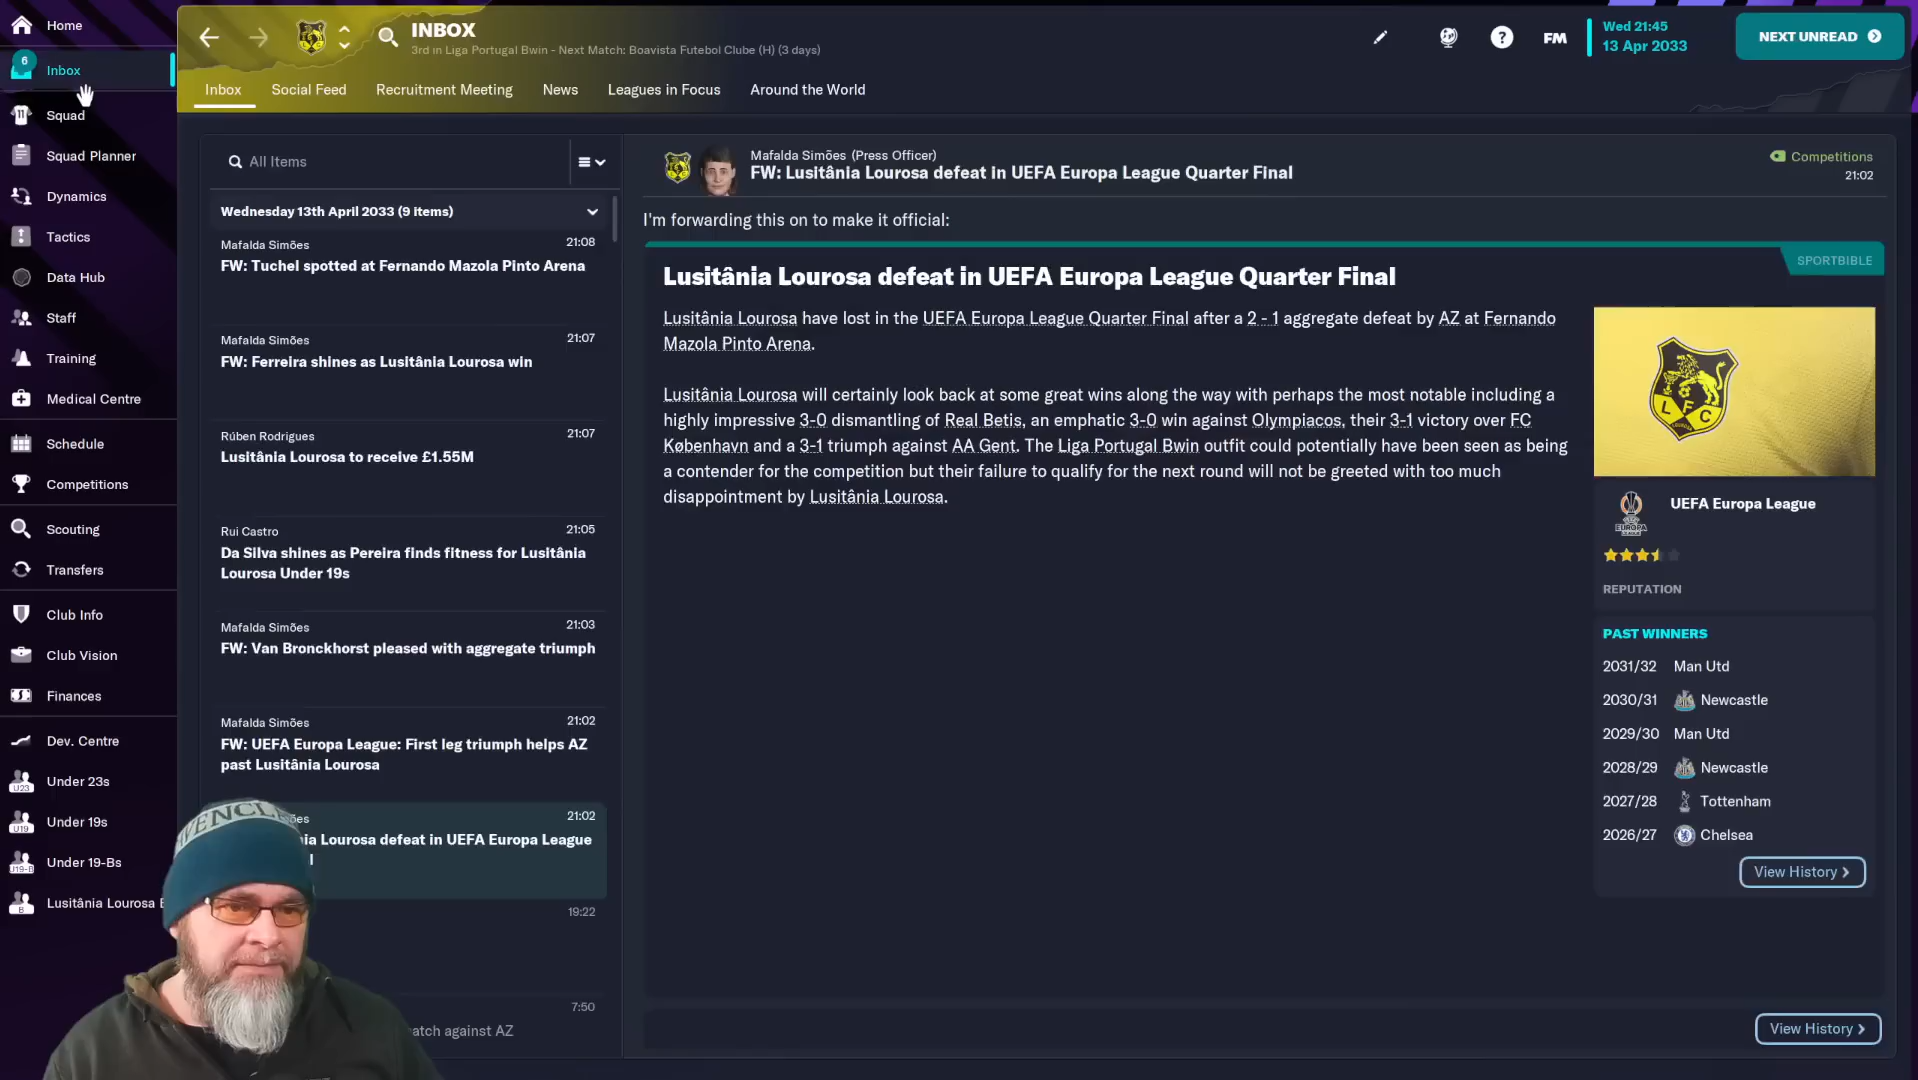 Home
6
Inbox
Squad
Squad Planner
Dynamics
Tactics
Data Hub
Staff
Training
Medical Centre
Schedule
Competitions
Scouting
Transfers
Club Info
Club Vision
Finances
Dev. Centre
U23
Under 23s
U19
Under 19s
U19-B
Under 19-Bs
B
Lusitânia Lourosa
INBOX
3rd in Liga Portugal Bwin - Next Match: Boavista Futebol Clube (H) (3 days)
FM
Wed 21:45
13 Apr 2033
NEXT UNREAD
Inbox
Social Feed
Recruitment Meeting
News
Leagues in Focus
Around the World
All Items
Wednesday 13th April 2033 (9 items)
Mafalda Simões
21:08
FW: Tuchel spotted at Fernando Mazola Pinto Arena
Mafalda Simões
21:07
FW: Ferreira shines as Lusitânia Lourosa win
Rúben Rodrigues
21:07
Lusitânia Lourosa to receive £1.55M
Rui Castro
21:05
Da Silva shines as Pereira finds fitness for Lusitânia
Lourosa Under 19s
Mafalda Simões
21:03
FW: Van Bronckhorst pleased with aggregate triumph
Mafalda Simões
21:02
FW: UEFA Europa League: First leg triumph helps AZ
past Lusitânia Lourosa
21:02
Lourosa defeat in UEFA Europa League
19:22
7:50
against AZ
Mafalda Simões (Press Officer)
FW: Lusitânia Lourosa defeat in UEFA Europa League Quarter Final
Competitions
21:02
I'm forwarding this on to make it official:
SPORTBIBLE
Lusitânia Lourosa defeat in UEFA Europa League Quarter Final
Lusitânia Lourosa have lost in the UEFA Europa League Quarter Final after a 2 - 1 aggregate defeat by AZ at Fernando
Mazola Pinto Arena.
Lusitânia Lourosa will certainly look back at some great wins along the way with perhaps the most notable including a
highly impressive 3-0 dismantling of Real Betis, an emphatic 3-0 win against Olympiacos, their 3-1 victory over FC
København and a 3-1 triumph against AA Gent. The Liga Portugal Bwin outfit could potentially have been seen as being
a contender for the competition but their failure to qualify for the next round will not be greeted with too much
disappointment by Lusitânia Lourosa.
LFC
UEFA Europa League
REPUTATION
PAST WINNERS
2031/32 Man Utd
2030/31 Newcastle
2029/30 Man Utd
2028/29 Newcastle
2027/28 Tottenham
2026/27 Chelsea
View History
View History